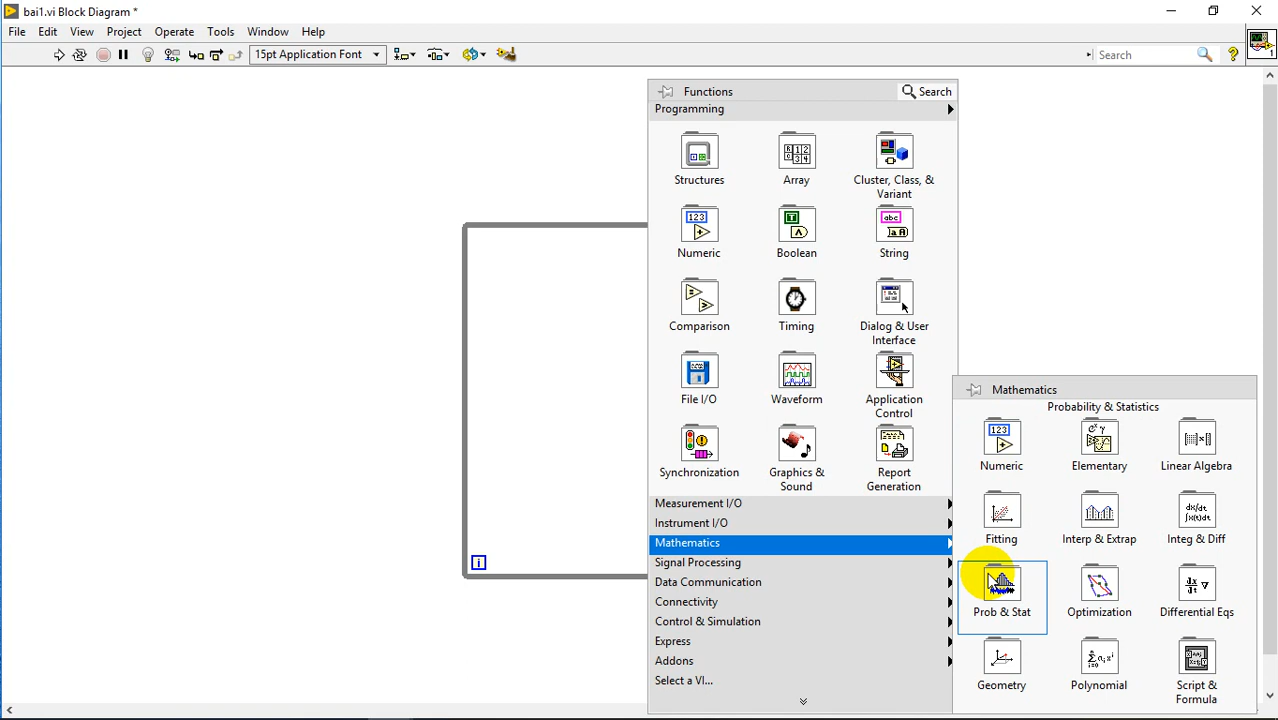 bai1.vi Block Diagram *
File Edit View Project Operate Tools Window Help
15pt Application Font
Search
1
Functions Search
Programming
Structures Array Cluster, Class, & Variant
Numeric Boolean String
Comparison Timing Dialog & User Interface
File I/O Waveform Application Control
Synchronization Graphics & Sound Report Generation
Measurement I/O
Instrument I/O
Mathematics
Signal Processing
Data Communication
Connectivity
Control & Simulation
Express
Addons
Select a VI...
i
Mathematics
Probability & Statistics
Numeric Elementary Linear Algebra
Fitting Interp & Extrap Integ & Diff
Prob & Stat Optimization Differential Eqs
Geometry Polynomial Script & Formula